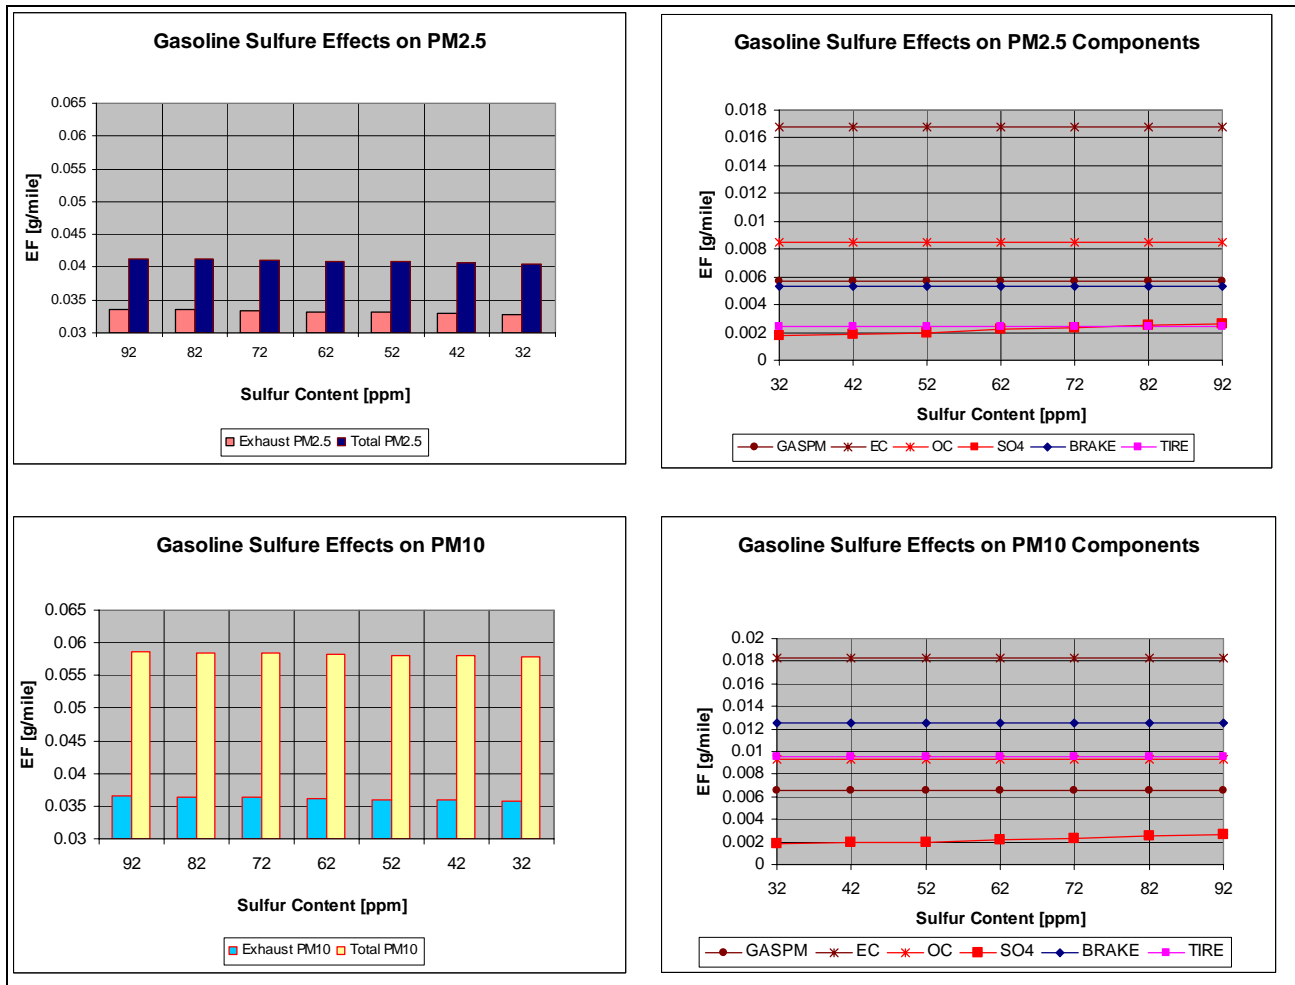 Gasoline Sulfure Effects on PM2.5
0.065
0.06
0.055
0.05
0.045
0.04
0.035
0.03
EF [g/mile]
92 82 72 62 52 42 32
Sulfur Content [ppm]
Exhaust PM2.5 Total PM2.5
Gasoline Sulfure Effects on PM2.5 Components
0.018
0.016
0.014
0.012
0.01
0.008
0.006
0.004
0.002
0
EF [g/mile]
32 42 52 62 72 82 92
Sulfur Content [ppm]
GASPM EC OC SO4 BRAKE TIRE
Gasoline Sulfure Effects on PM10
0.065
0.06
0.055
0.05
0.045
0.04
0.035
0.03
EF [g/mile]
92 82 72 62 52 42 32
Sulfur Content [ppm]
Exhaust PM10 Total PM10
Gasoline Sulfure Effects on PM10 Components
0.02
0.018
0.016
0.014
0.012
0.01
0.008
0.006
0.004
0.002
0
EF [g/mile]
32 42 52 62 72 82 92
Sulfur Content [ppm]
GASPM EC OC SO4 BRAKE TIRE